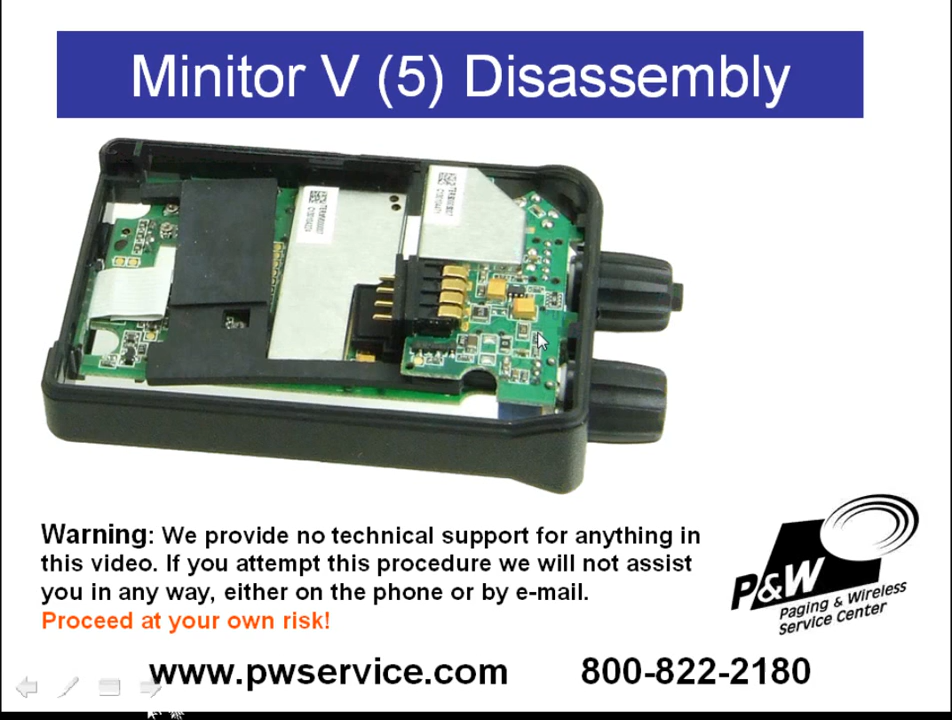 Minitor V (5) Disassembly
Warning: We provide no technical support for anything in
this video. If you attempt this procedure we will not assist
you in any way, either on the phone or by e-mail.
Proceed at your own risk!
P&W
Paging & Wireless
Service Center
www.pwservice.com 800-822-2180